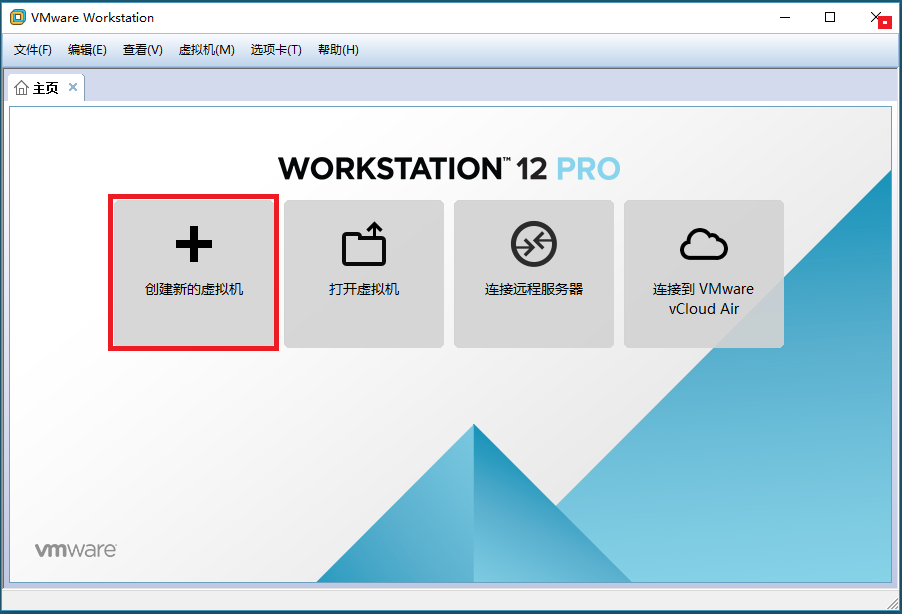 VMware Workstation
文件(F) 编辑(E) 查看(V) 虚拟机(M) 选项卡(T) 帮助(H)
主页
WORKSTATION™ 12 PRO
创建新的虚拟机
打开虚拟机
连接远程服务器
连接到 VMware
vCloud Air
vmware